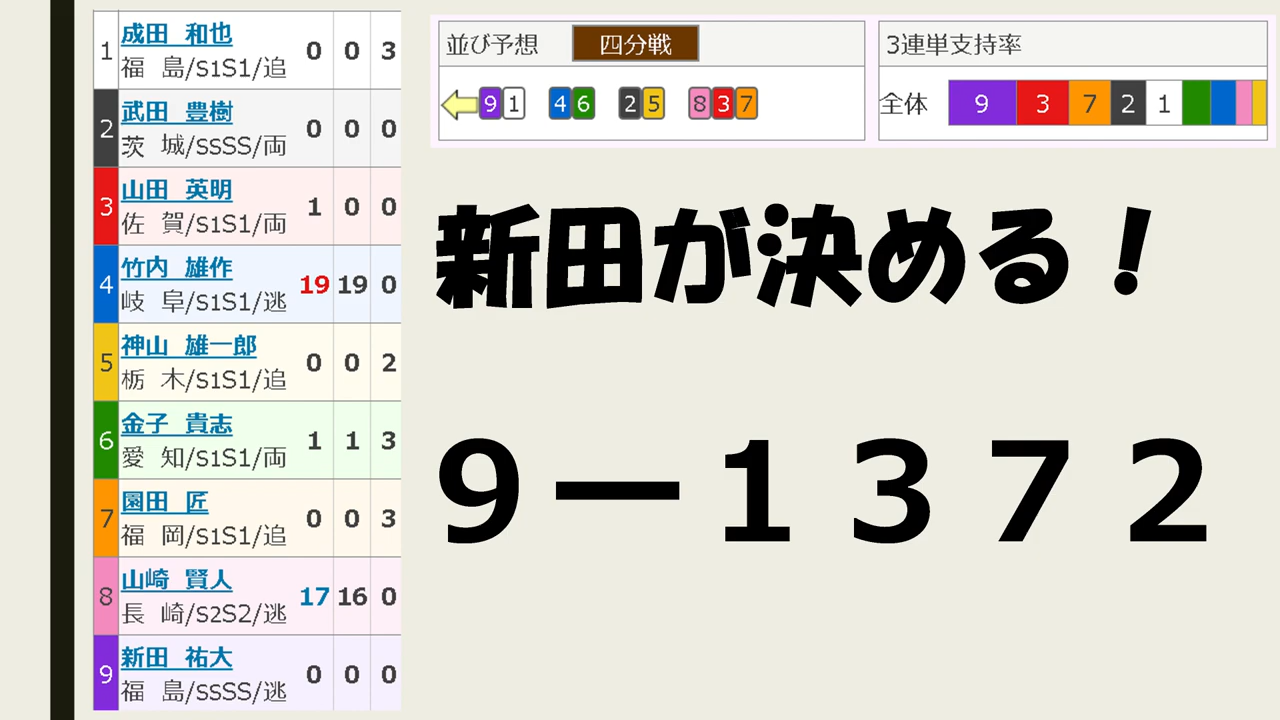 1 成田 和也 0 0 3
福 島/S1S1/追
2 武田 豊樹 0 0 0
茨 城/SSSS/両
3 山田 英明 1 0 0
佐 賀/S1S1/両
4 竹内 雄作 19 19 0
岐 阜/S1S1/逃
5 神山 雄一郎 0 0 2
栃 木/S1S1/追
6 金子 貴志 1 1 3
愛 知/S1S1/両
7 園田 匠 0 0 3
福 岡/S1S1/追
8 山崎 賢人 17 16 0
長 崎/S2S2/逃
9 新田 祐大 0 0 0
福 島/SSSS/逃
並び予想 四分戦
9 1 4 6 2 5 8 3 7
3連単支持率
全体 9 3 7 2 1
新田が決める！
９－１３７２